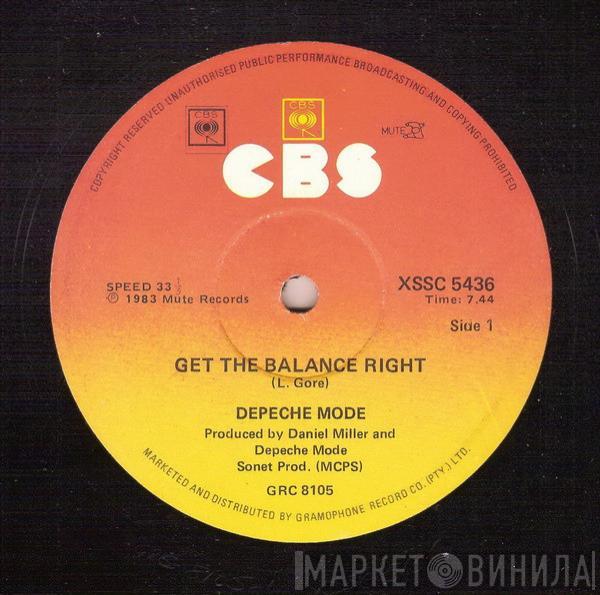 COPYRIGHT RESERVED UNAUTHORISED PUBLIC PERFORMANCE BROADCASTING AND COPYING PROHIBITED
CBS
CBS
MUTE
CBS
SPEED 33 1/3
℗ 1983 Mute Records
XSSC 5436
Time: 7.44
Side 1
GET THE BALANCE RIGHT
(L. Gore)
DEPECHE MODE
Produced by Daniel Miller and
Depeche Mode
Sonet Prod. (MCPS)
GRC 8105
MARKETED AND DISTRIBUTED BY GRAMOPHONE RECORD CO. (PTY.) LTD.
МАРКЕТ ВИНИЛА